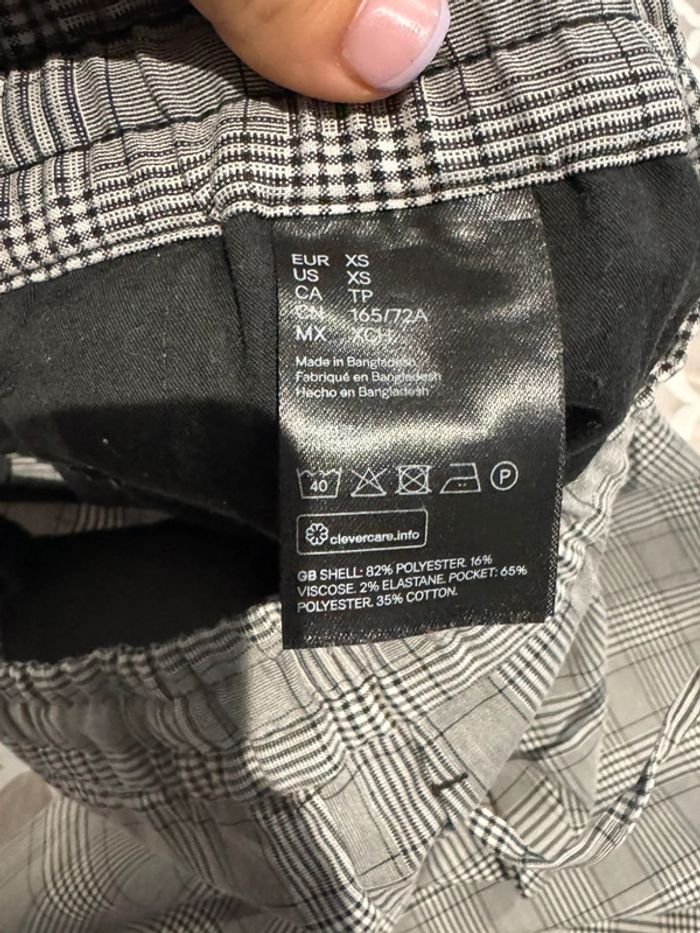 EUR XS
US XS
CA TP
CN 165/72A
MX XCH
Made in Bangladesh
Fabriqué en Bangladesh
Hecho en Bangladesh
40
P
clevercare.info
GB SHELL: 82% POLYESTER. 16%
VISCOSE. 2% ELASTANE. POCKET: 65%
POLYESTER. 35% COTTON.